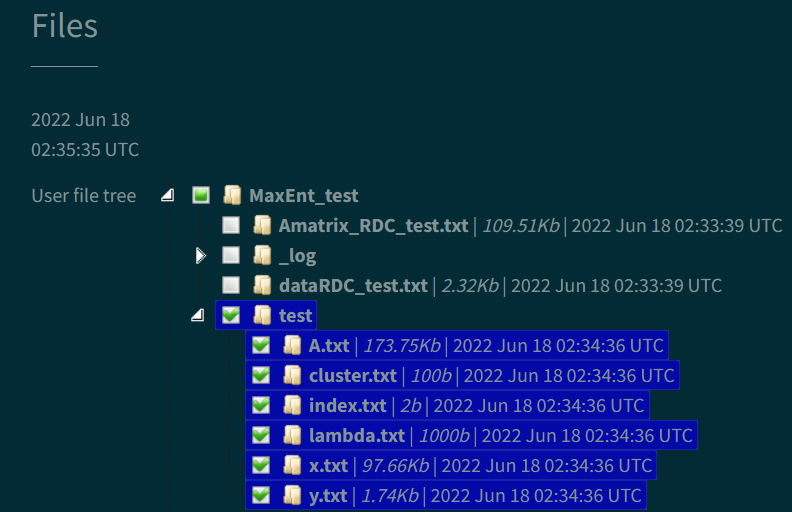 Files
2022 Jun 18
02:35:35 UTC
User file tree
MaxEnt_test
Amatrix_RDC_test.txt | 109.51Kb | 2022 Jun 18 02:33:39 UTC
_log
dataRDC_test.txt | 2.32Kb | 2022 Jun 18 02:33:39 UTC
test
A.txt | 173.75Kb | 2022 Jun 18 02:34:36 UTC
cluster.txt | 100b | 2022 Jun 18 02:34:36 UTC
index.txt | 2b | 2022 Jun 18 02:34:36 UTC
lambda.txt | 1000b | 2022 Jun 18 02:34:36 UTC
x.txt | 97.66Kb | 2022 Jun 18 02:34:36 UTC
y.txt | 1.74Kb | 2022 Jun 18 02:34:36 UTC